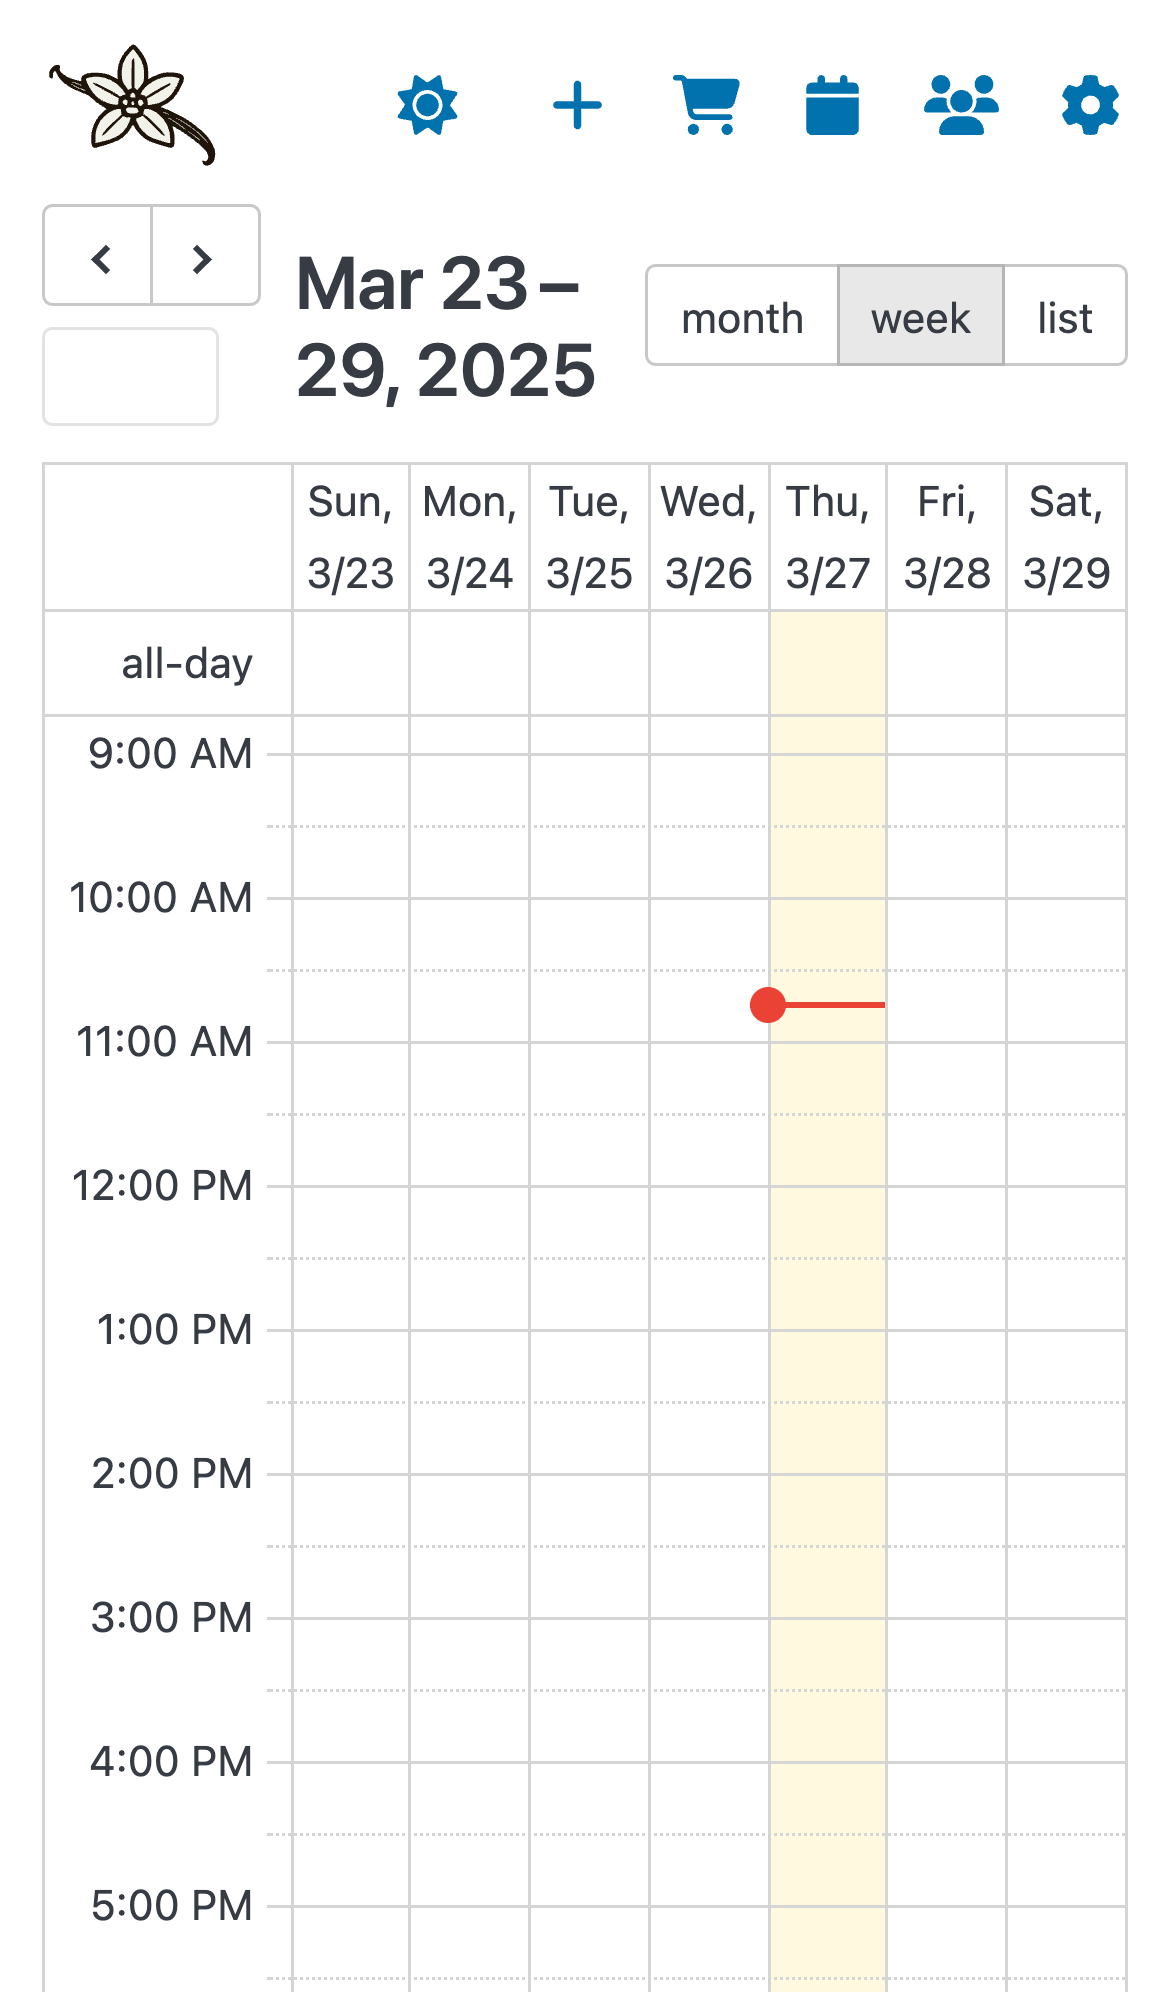 Mar 23 –
29, 2025
month
week
list
Sun,
3/23
Mon,
3/24
Tue,
3/25
Wed,
3/26
Thu,
3/27
Fri,
3/28
Sat,
3/29
all-day
9:00 AM
10:00 AM
11:00 AM
12:00 PM
1:00 PM
2:00 PM
3:00 PM
4:00 PM
5:00 PM